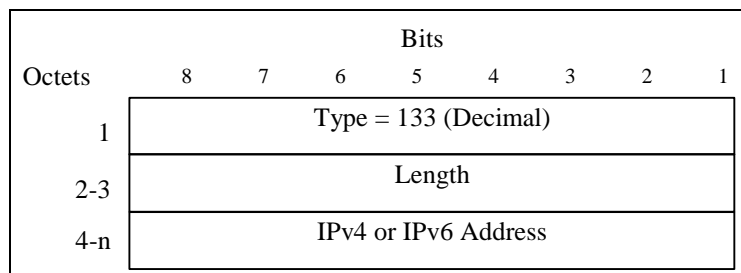 Bits
Octets 8 7 6 5 4 3 2 1
1 Type = 133 (Decimal)
2-3 Length
4-n IPv4 or IPv6 Address